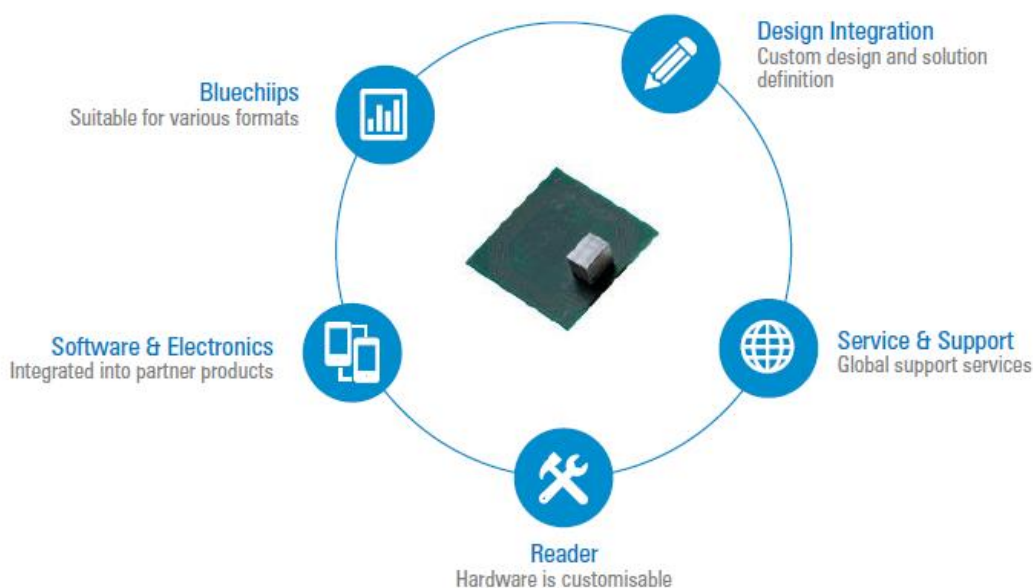 Design Integration
Custom design and solution
definition
Bluechiips
Suitable for various formats
Software & Electronics
Integrated into partner products
Service & Support
Global support services
Reader
Hardware is customisable